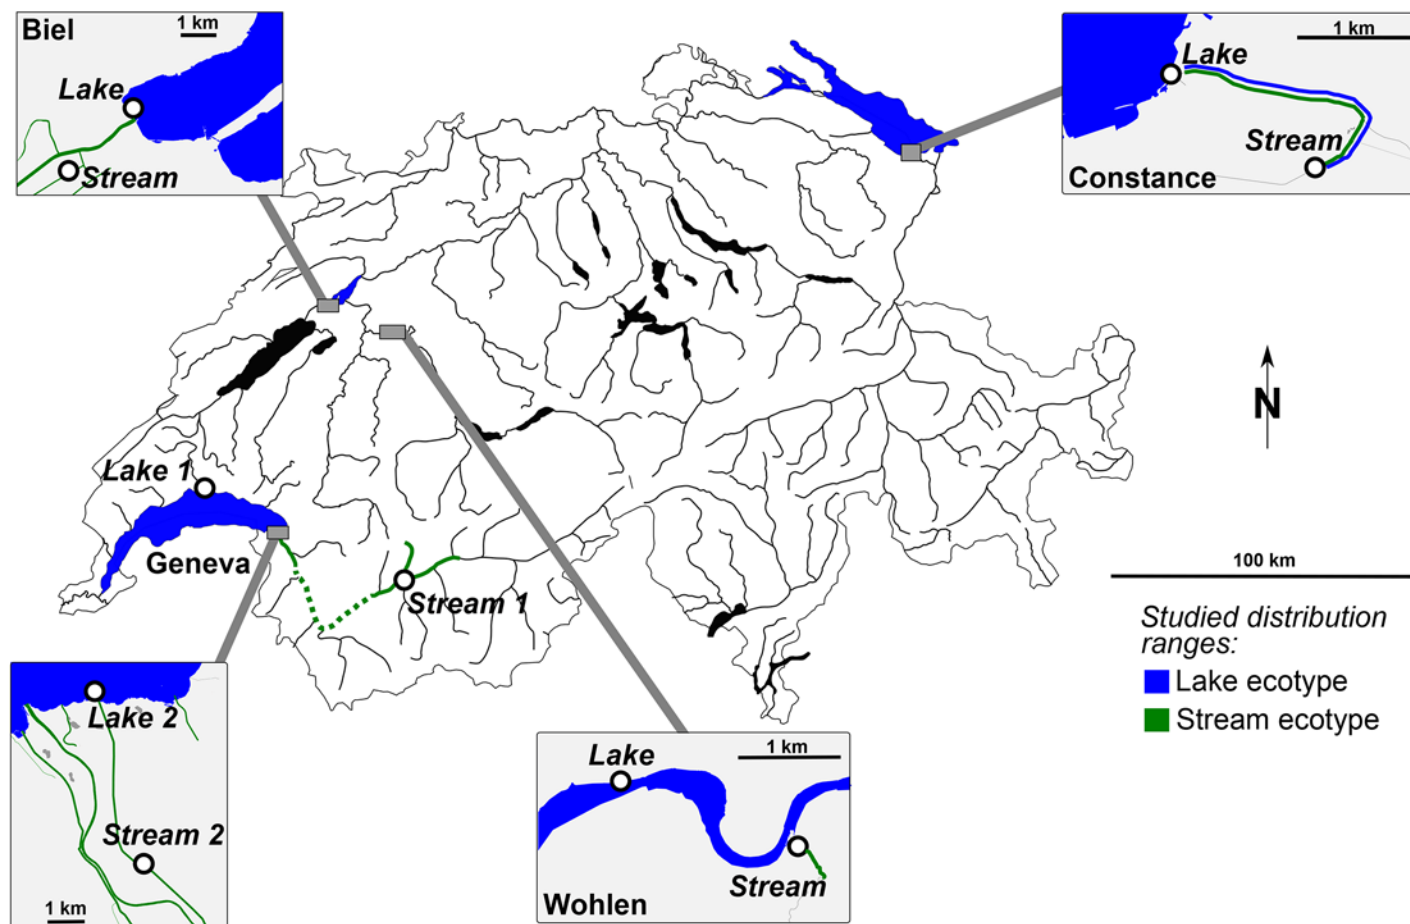 Biel
1 km
Lake
Stream
1 km
Lake
Stream
Constance
N
Lake 1
Geneva
Stream 1
100 km
Studied distribution
ranges:
Lake ecotype
Stream ecotype
Lake 2
Stream 2
1 km
Lake
1 km
Stream
Wohlen